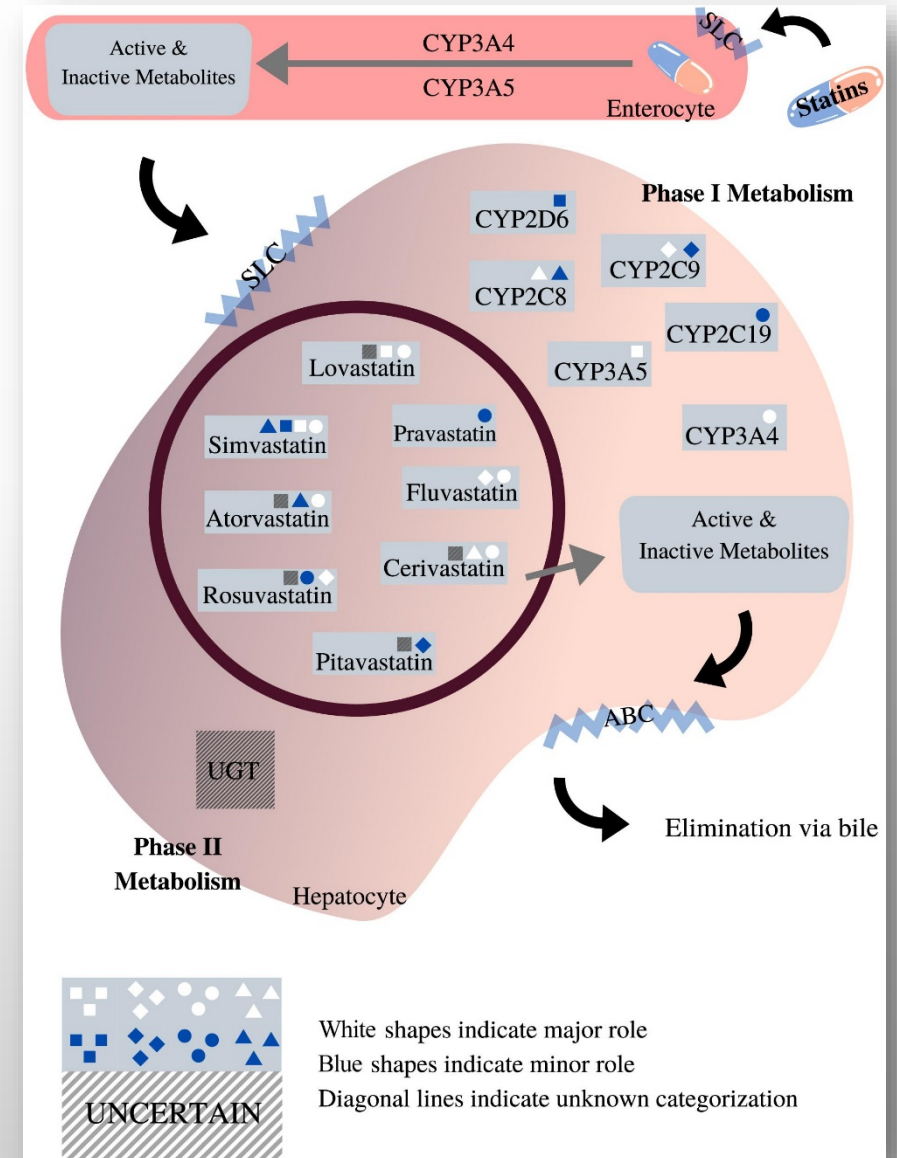 Active &
Inactive Metabolites
CYP3A4
CYP3A5
SLC
Enterocyte
Statins
Phase I Metabolism
SLC
CYP2D6
CYP2C9
CYP2C8
CYP2C19
CYP3A5
CYP3A4
Lovastatin
Simvastatin
Pravastatin
Fluvastatin
Atorvastatin
Cerivastatin
Rosuvastatin
Pitavastatin
Active &
Inactive Metabolites
ABC
UGT
Elimination via bile
Phase II
Metabolism
Hepatocyte
White shapes indicate major role
Blue shapes indicate minor role
Diagonal lines indicate unknown categorization
UNCERTAIN